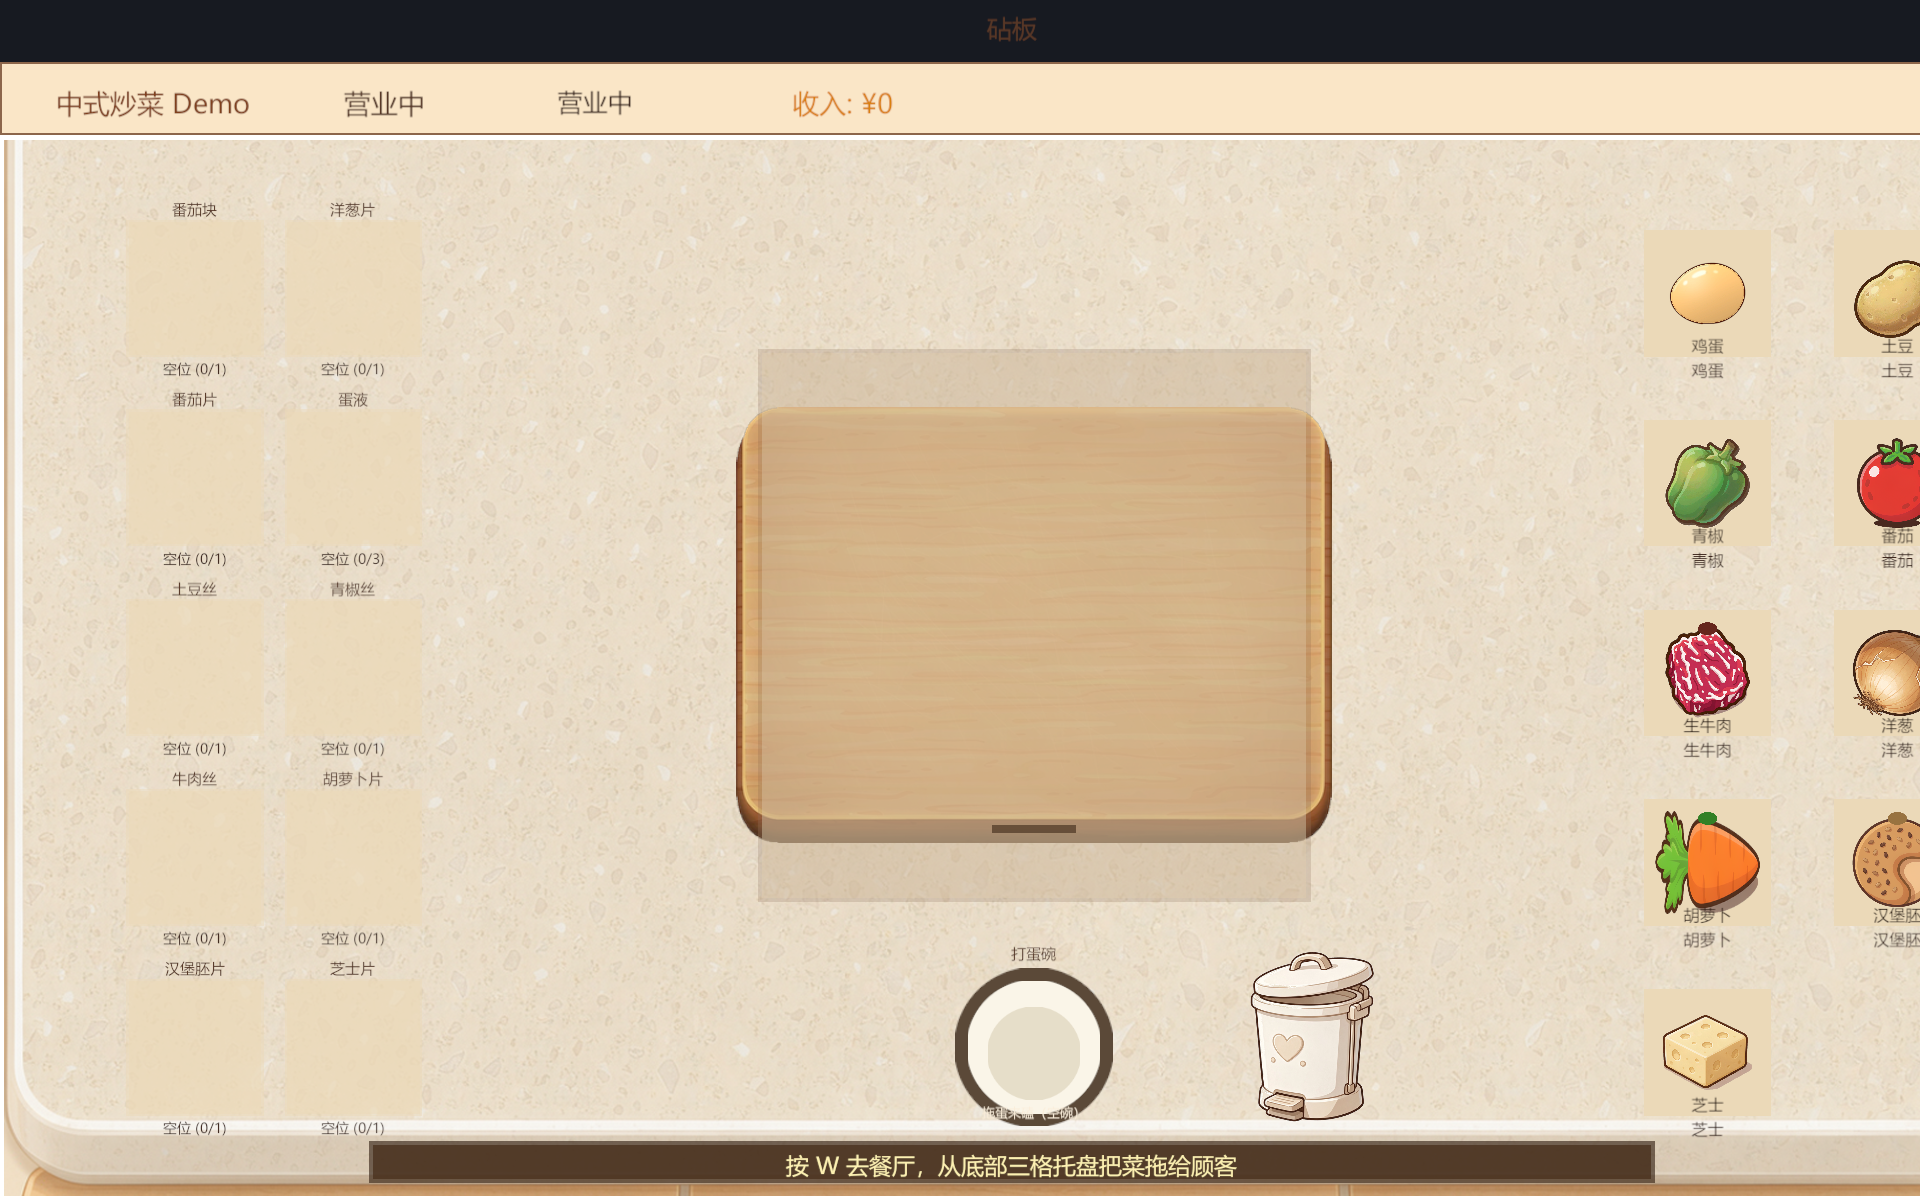 砧板
中式炒菜 Demo
营业中
营业中
收入: ¥0
番茄块
洋葱片
空位 (0/1)
空位 (0/1)
番茄片
蛋液
空位 (0/1)
空位 (0/3)
土豆丝
青椒丝
空位 (0/1)
空位 (0/1)
牛肉丝
胡萝卜片
空位 (0/1)
空位 (0/1)
汉堡胚片
芝士片
空位 (0/1)
空位 (0/1)
打蛋碗
鸡蛋
鸡蛋
土豆
土豆
青椒
青椒
番茄
番茄
生牛肉
生牛肉
洋葱
洋葱
胡萝卜
胡萝卜
汉堡胚
汉堡胚
芝士
芝士
按 W 去餐厅，从底部三格托盘把菜拖给顾客